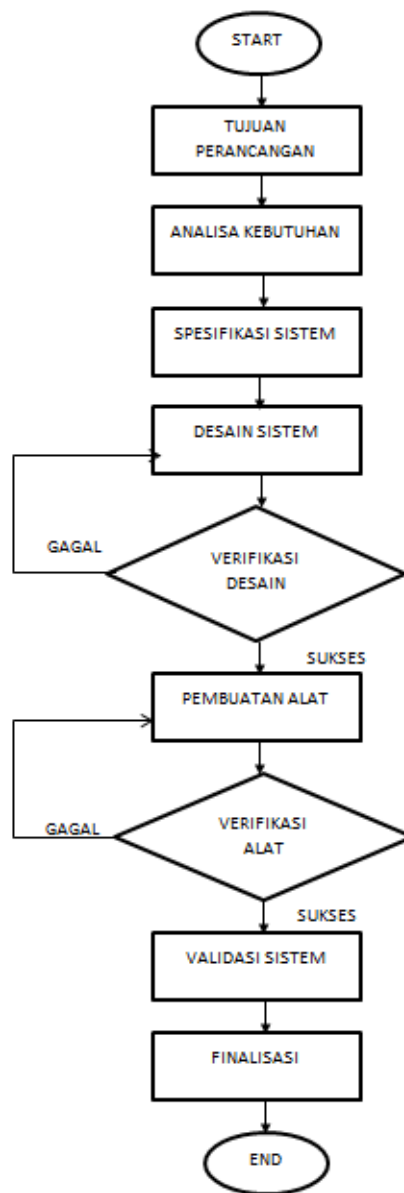 START
TUJUAN
PERANCANGAN
ANALISA KEBUTUHAN
SPESIFIKASI SISTEM
DESAIN SISTEM
GAGAL
VERIFIKASI
DESAIN
SUKSES
PEMBUATAN ALAT
GAGAL
VERIFIKASI
ALAT
SUKSES
VALIDASI SISTEM
FINALISASI
END